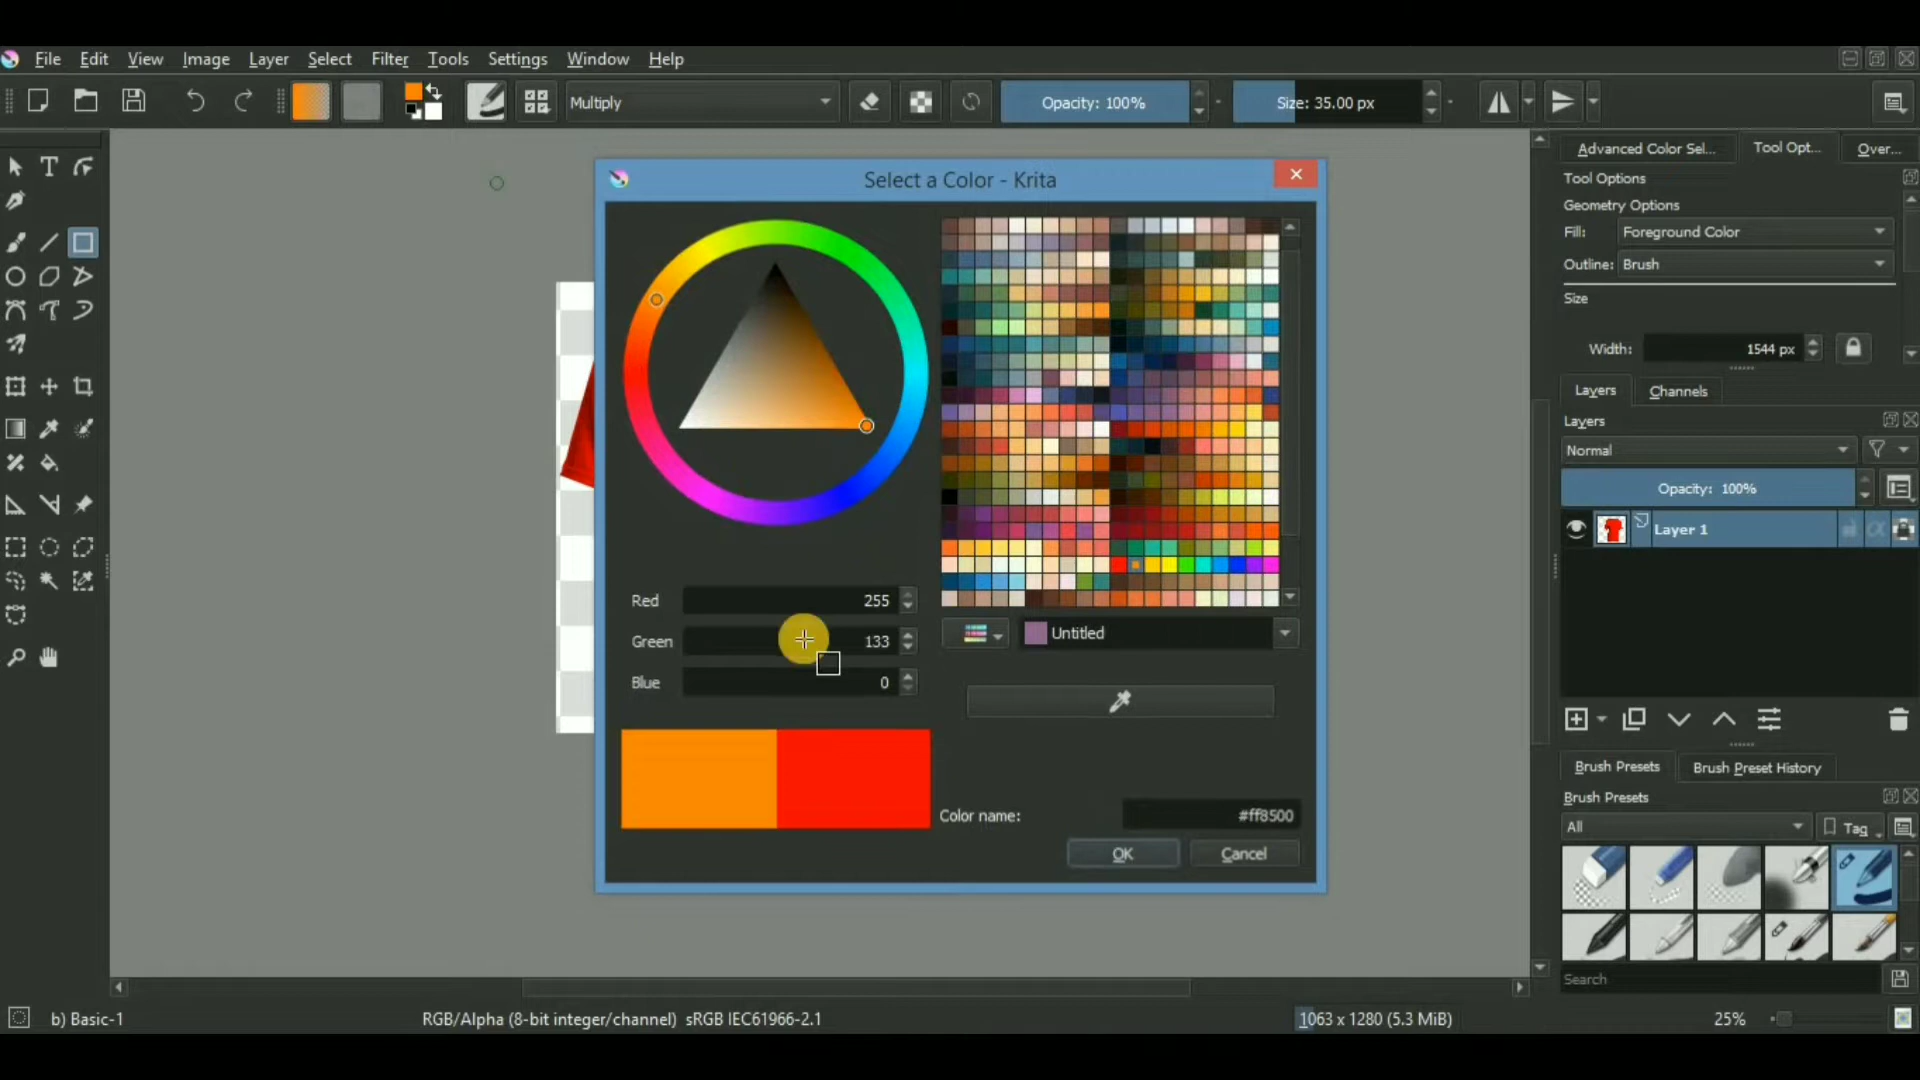 File Edit View Image Layer Select Filter Tools Settings Window Help
Multiply
Opacity: 100%
Size: 35.00 px
Select a Color - Krita
Red 255
Green 133
Blue 0
Untitled
Color name: #ff8500
OK Cancel
Advanced Color Sel... Tool Opt... Over...
Tool Options
Geometry Options
Fill: Foreground Color
Outline: Brush
Size
Width: 1544 px
Layers Channels
Layers
Normal
Opacity: 100%
Layer 1
Brush Presets Brush Preset History
Brush Presets
All Tag
Search
b) Basic-1 RGB/Alpha (8-bit integer/channel) sRGB IEC61966-2.1 1063 x 1280 (5.3 MiB) 25%